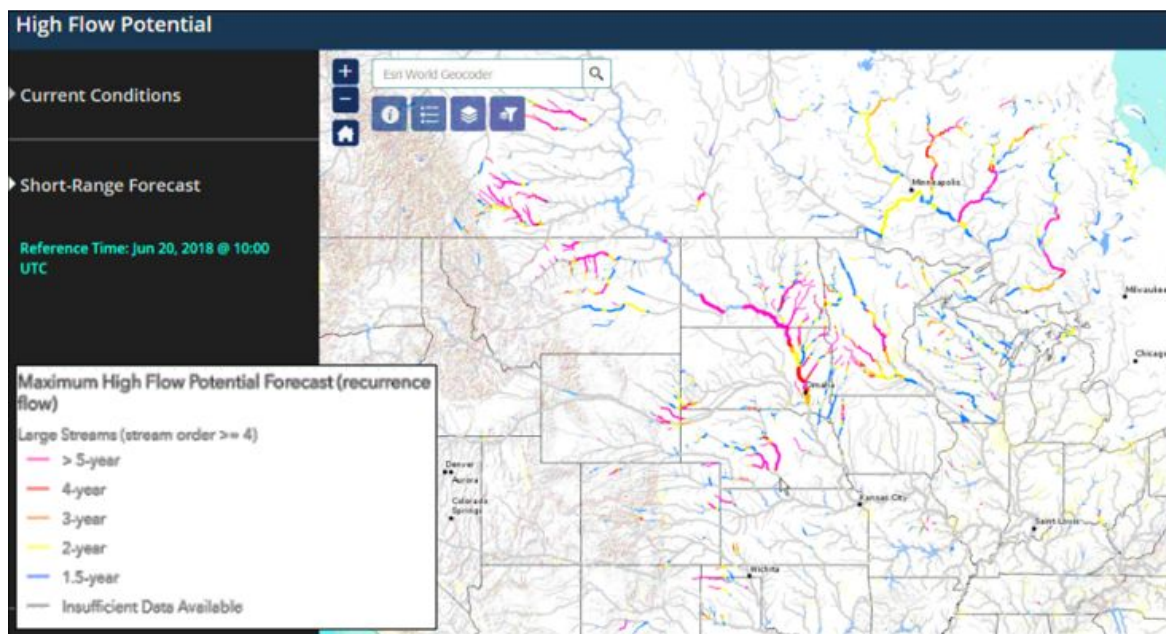 High Flow Potential
Current Conditions
Short-Range Forecast
Reference Time: Jun 20, 2018 @ 10:00
UTC
Maximum High Flow Potential Forecast (recurrence
flow)
Large Streams (stream order >= 4)
> 5-year
4-year
3-year
2-year
1.5-year
Insufficient Data Available
+
Esri World Geocoder
−
Minneapolis
Milwaukee
Chicago
Omaha
Denver
Aurora
Colorado
Springs
Kansas City
Saint Louis
Wichita